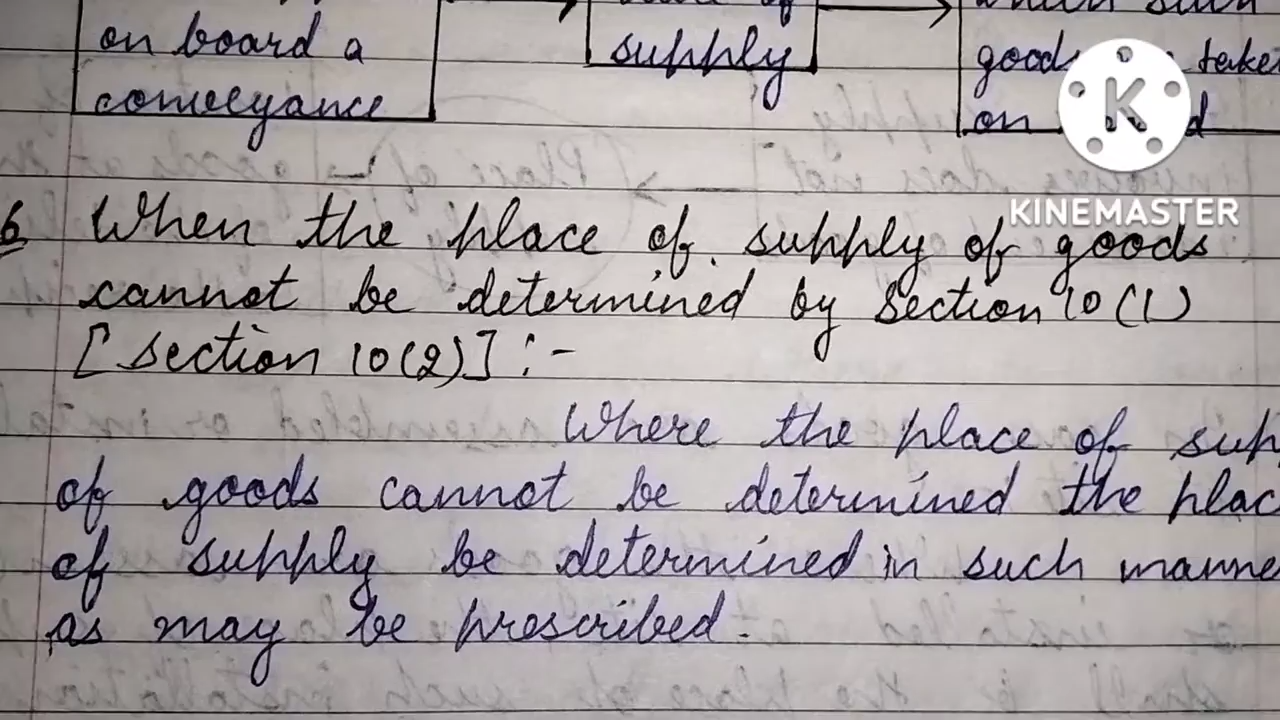 on board a
supply
goods take
conveyance
on
KINEMASTER
6 When the place of supply of goods
cannot be determined by section 10(1)
[section 10(2)] :-
Where the place of sup
of goods cannot be determined the plac
of supply be determined in such manne
as may be prescribed.